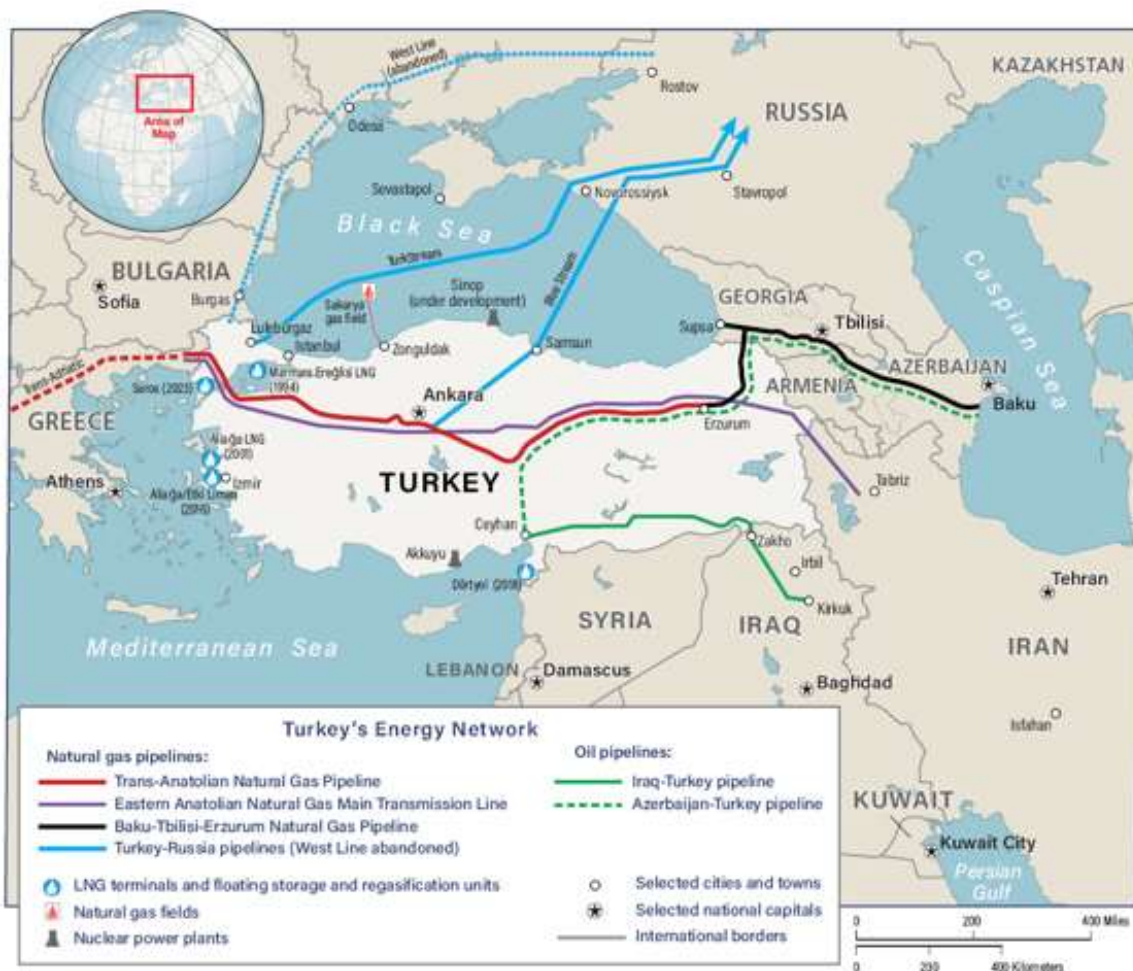 Area of
Map
West Line
(abandoned)
Rostov
KAZAKHSTAN
RUSSIA
Odesa
Sevastapol
Novorossiysk
Stavropol
Black Sea
Caspian Sea
BULGARIA
Sofia
Burgas
TurkStream
Blue Stream
Sinop
(under development)
Sakarya
gas field
GEORGIA
Tbilisi
Supsa
Luleburgaz
Istanbul
Zonguldak
Samsun
Marmara Ereğlisi LNG
(1994)
Trans-Adriatic
Saros (2023)
AZERBAIJAN
ARMENIA
Baku
Ankara
Erzurum
GREECE
Aliağa LNG
(2001)
Izmir
Athens
Aliağa/Etki Liman
(2016)
TURKEY
Tabriz
Ceyhan
Akkuyu
Dörtyol (2018)
Zakho
Irbil
Kirkuk
Tehran
SYRIA
IRAQ
IRAN
Mediterranean Sea
LEBANON
Damascus
Baghdad
Isfahan
KUWAIT
Kuwait City
Persian
Gulf
Turkey's Energy Network
Natural gas pipelines:
Trans-Anatolian Natural Gas Pipeline
Eastern Anatolian Natural Gas Main Transmission Line
Baku-Tbilisi-Erzurum Natural Gas Pipeline
Turkey-Russia pipelines (West Line abandoned)
Oil pipelines:
Iraq-Turkey pipeline
Azerbaijan-Turkey pipeline
LNG terminals and floating storage and regasification units
Natural gas fields
Nuclear power plants
Selected cities and towns
Selected national capitals
International borders
0 200 400 Miles
0 200 400 Kilometers